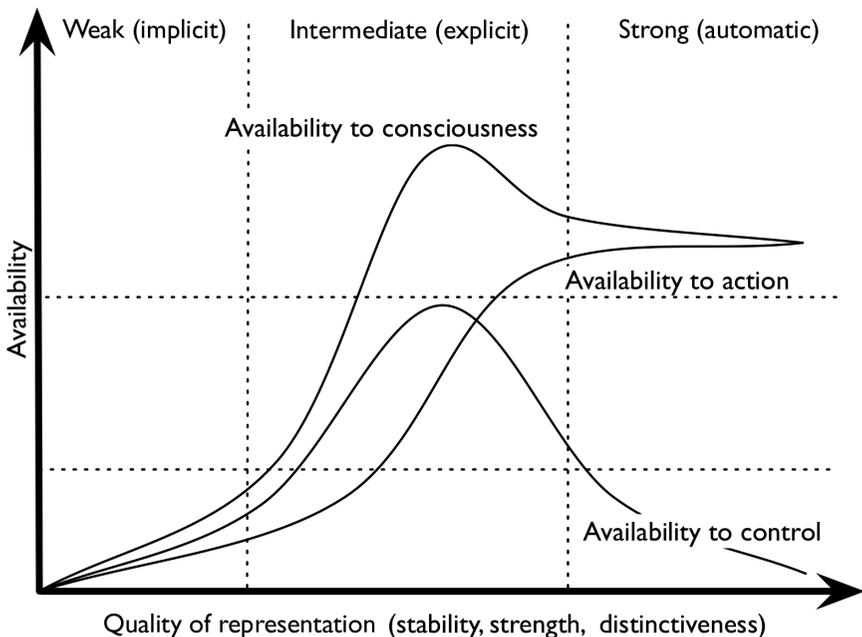 Weak (implicit)
Intermediate (explicit)
Strong (automatic)
Availability to consciousness
Availability
Availability to action
Availability to control
Quality of representation (stability, strength, distinctiveness)